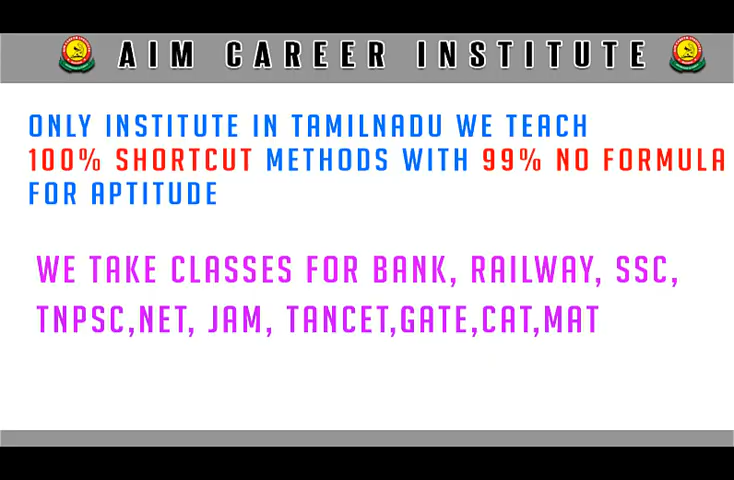 AIM CAREER INSTITUTE
ONLY INSTITUTE IN TAMILNADU WE TEACH
100% SHORTCUT METHODS WITH 99% NO FORMULA
FOR APTITUDE
WE TAKE CLASSES FOR BANK, RAILWAY, SSC,
TNPSC,NET, JAM, TANCET,GATE,CAT,MAT